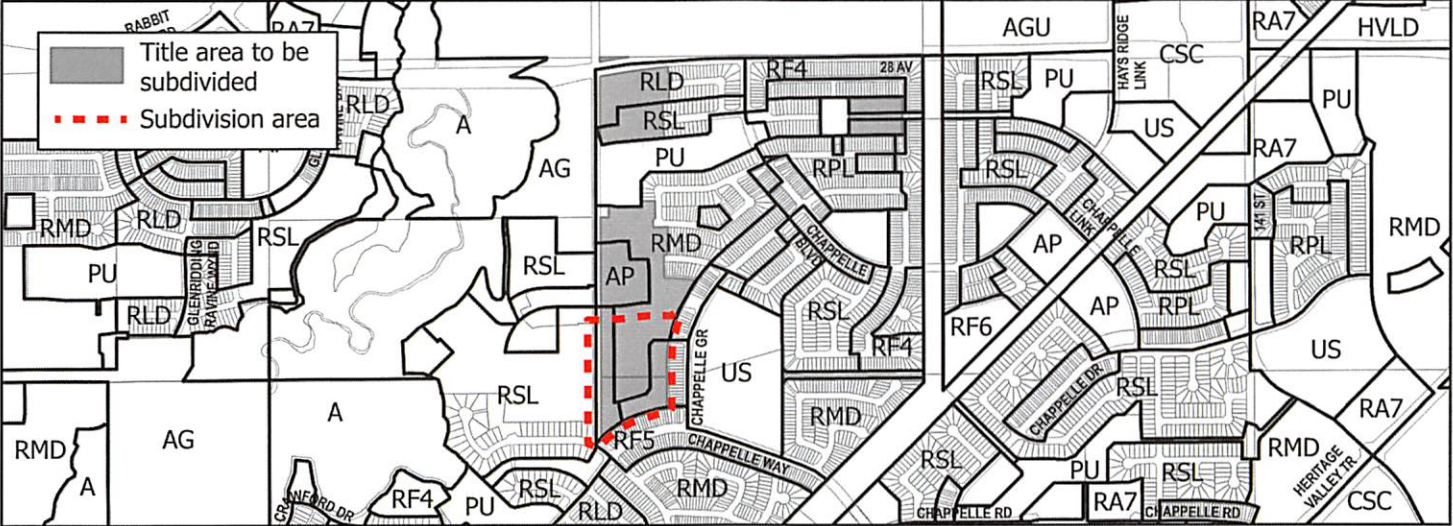 RABBIT
RA7
Title area to be
subdivided
Subdivision area
RLD
A
AG
RMD
RLD
RSL
PU
GLENRIDDING
RAVINE WYND
RLD
RSL
RLD
RF4
28 AV
RSL
PU
RPL
RMD
AP
CHAPPELLE
BLVD
RSL
RF4
CHAPPELLE GR
US
RMD
RF5
CHAPPELLE WAY
RMD
RLD
RSL
RSL
PU
RF4
CRANFORD DR
A
AG
RMD
A
AGU
HAYS RIDGE
LINK
CSC
RA7
HVLD
RSL
PU
US
PU
RA7
RSL
CHAPPELLE
LINK
AP
PU
141 ST
RPL
RMD
RSL
AP
RPL
RF6
US
CHAPPELLE DR
RSL
RA7
RMD
RSL
PU
RSL
RA7
CHAPPELLE RD
CHAPPELLE RD
HERITAGE
VALLEY TR
CSC